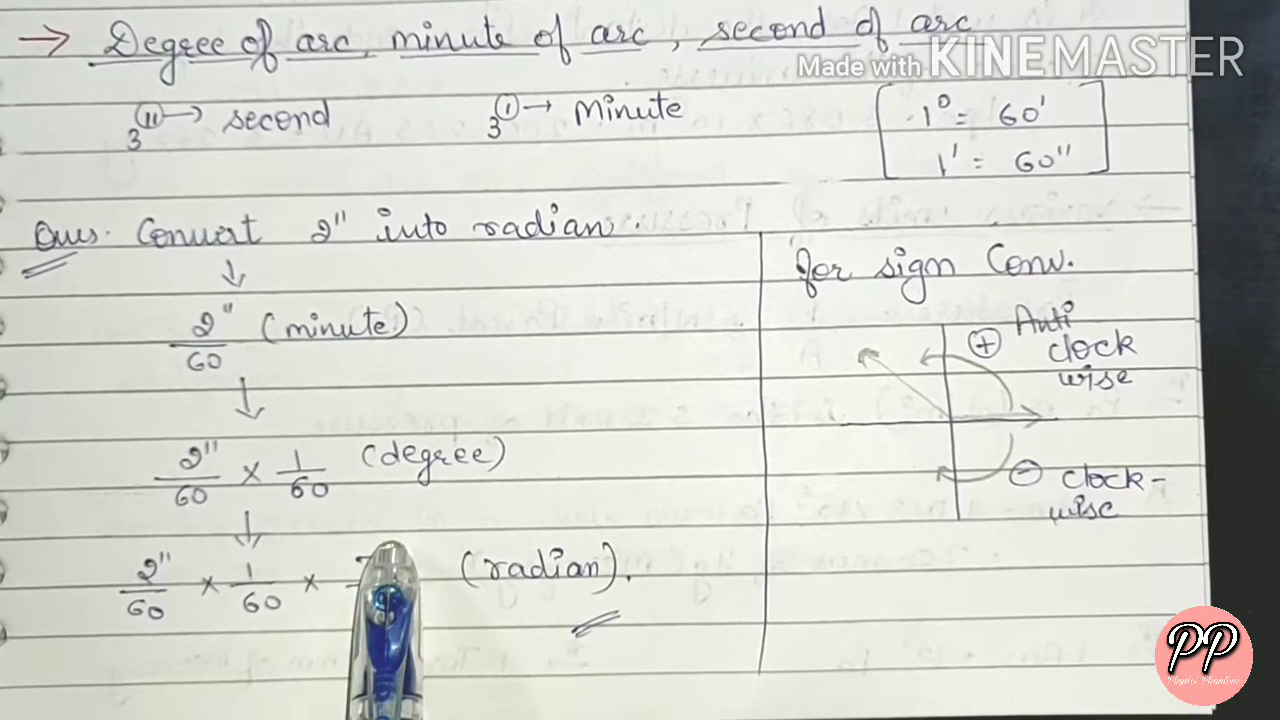 → Degree of arc, minute of arc, second of arc
Made with KINEMASTER
3" → second
3' → Minute
1° = 60'
1' = 60"
Ques. Convert 2" into radian.
↓
2"/60 (minute)
↓
2"/60 × 1/60 (degree)
↓
2"/60 × 1/60 × (radian).
for sign Conv.
+ Anti
clock
wise
− clock-
wise
PP
Physics Phantom